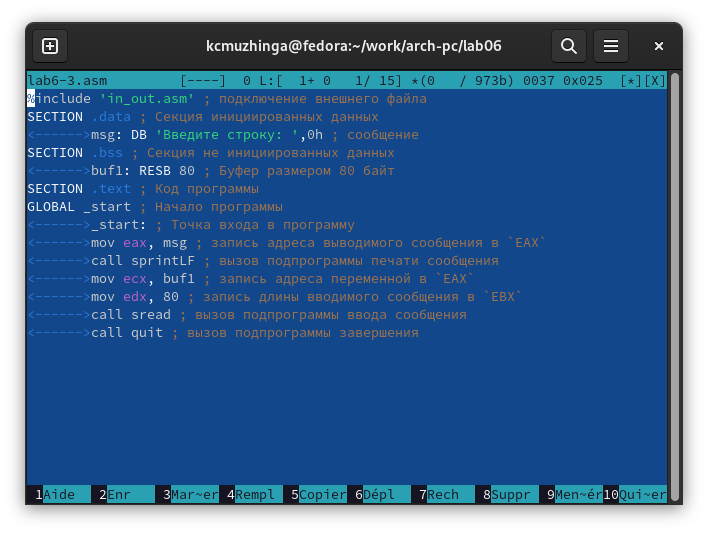 kcmuzhinga@fedora:~/work/arch-pc/lab06
lab6-3.asm [----] 0 L:[ 1+ 0 1/ 15] *(0 / 973b) 0037 0x025 [*][X]
%include 'in_out.asm' ; подключение внешнего файла
SECTION .data ; Секция инициированных данных
<------>msg: DB 'Введите строку: ',0h ; сообщение
SECTION .bss ; Секция не инициированных данных
<------>buf1: RESB 80 ; Буфер размером 80 байт
SECTION .text ; Код программы
GLOBAL _start ; Начало программы
<------>_start: ; Точка входа в программу
<------>mov eax, msg ; запись адреса выводимого сообщения в `EAX`
<------>call sprintLF ; вызов подпрограммы печати сообщения
<------>mov ecx, buf1 ; запись адреса переменной в `EAX`
<------>mov edx, 80 ; запись длины вводимого сообщения в `EBX`
<------>call sread ; вызов подпрограммы ввода сообщения
<------>call quit ; вызов подпрограммы завершения
1Aide 2Enr 3Mar~er 4Rempl 5Copier 6Dépl 7Rech 8Suppr 9Men~ér 10Qui~er